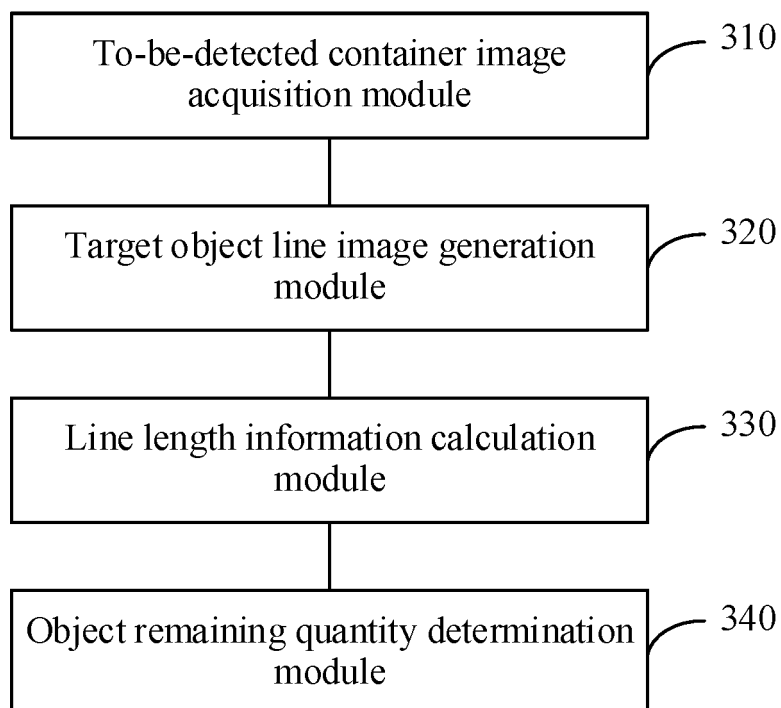 To-be-detected container image
acquisition module
310
Target object line image generation
module
320
Line length information calculation
module
330
Object remaining quantity determination
module
340